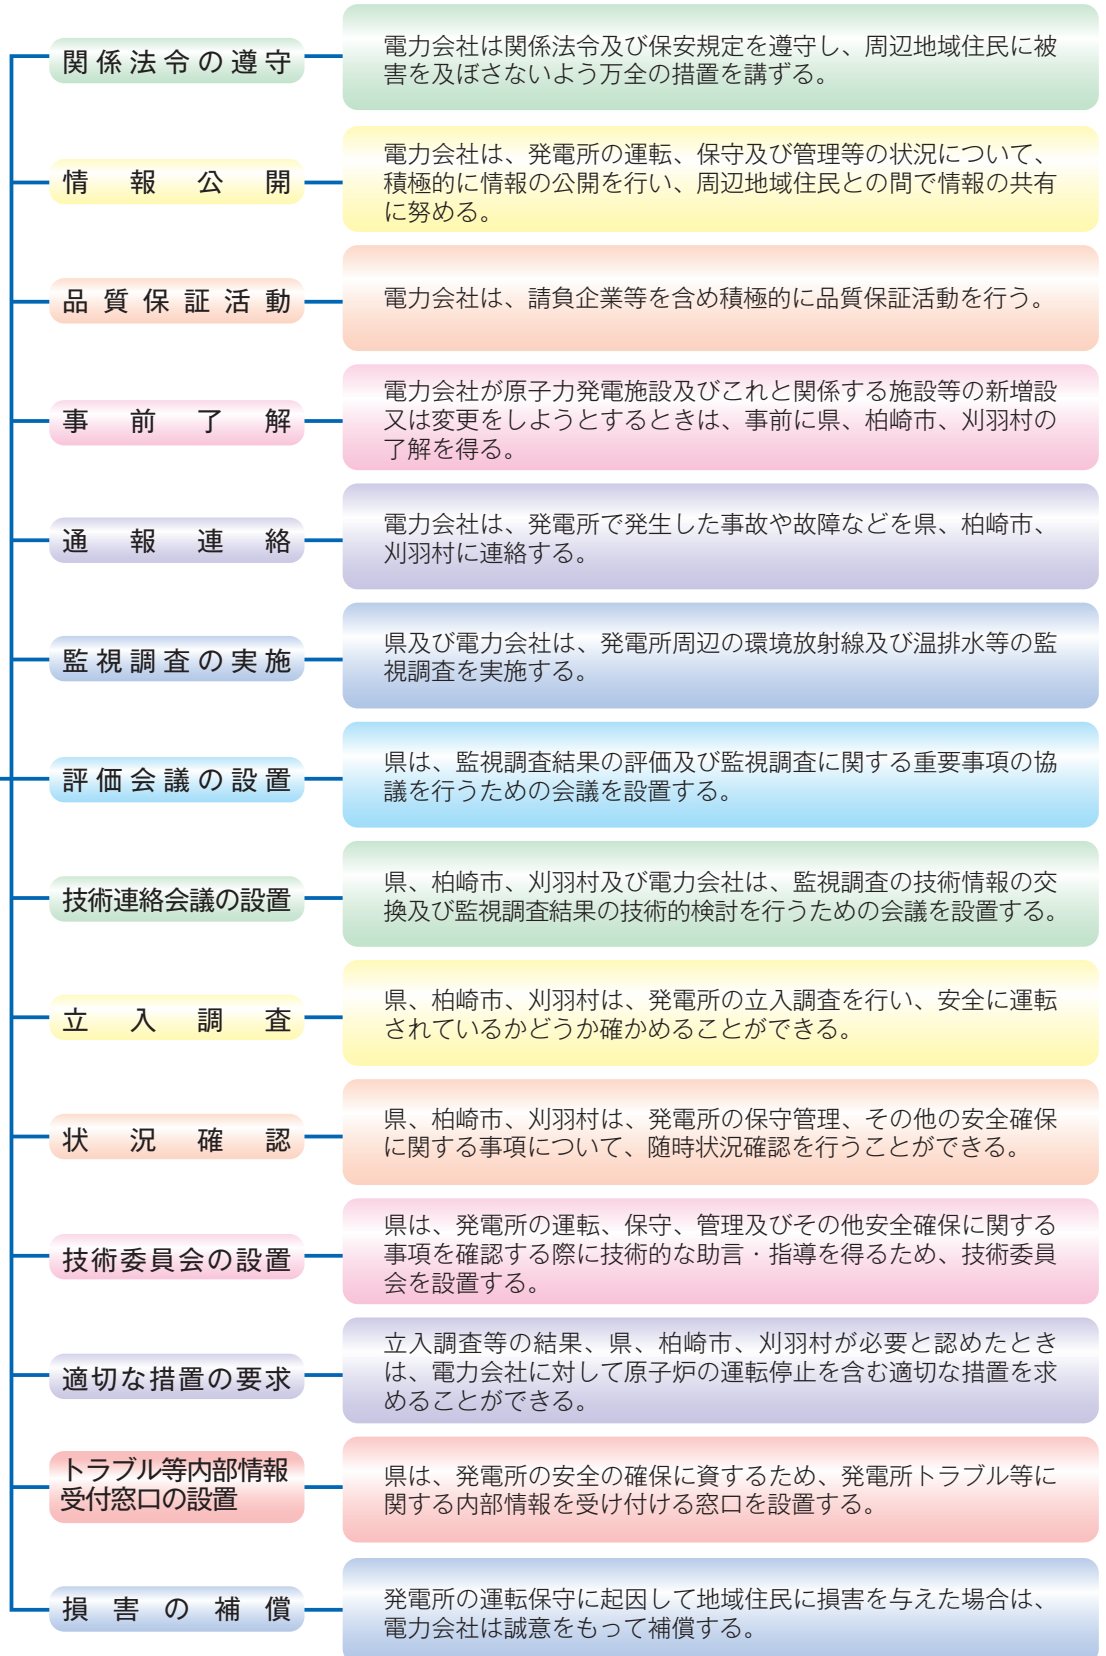 関係法令の遵守
電力会社は関係法令及び保安規定を遵守し、周辺地域住民に被
害を及ぼさないよう万全の措置を講ずる。
情報公開
電力会社は、発電所の運転、保守及び管理等の状況について、
積極的に情報の公開を行い、周辺地域住民との間で情報の共有
に努める。
品質保証活動
電力会社は、請負企業等を含め積極的に品質保証活動を行う。
事前了解
電力会社が原子力発電施設及びこれと関係する施設等の新増設
又は変更をしようとするときは、事前に県、柏崎市、刈羽村の
了解を得る。
通報連絡
電力会社は、発電所で発生した事故や故障などを県、柏崎市、
刈羽村に連絡する。
監視調査の実施
県及び電力会社は、発電所周辺の環境放射線及び温排水等の監
視調査を実施する。
評価会議の設置
県は、監視調査結果の評価及び監視調査に関する重要事項の協
議を行うための会議を設置する。
技術連絡会議の設置
県、柏崎市、刈羽村及び電力会社は、監視調査の技術情報の交
換及び監視調査結果の技術的検討を行うための会議を設置する。
立入調査
県、柏崎市、刈羽村は、発電所の立入調査を行い、安全に運転
されているかどうか確かめることができる。
状況確認
県、柏崎市、刈羽村は、発電所の保守管理、その他の安全確保
に関する事項について、随時状況確認を行うことができる。
技術委員会の設置
県は、発電所の運転、保守、管理及びその他安全確保に関する
事項を確認する際に技術的な助言・指導を得るため、技術委員
会を設置する。
適切な措置の要求
立入調査等の結果、県、柏崎市、刈羽村が必要と認めたとき
は、電力会社に対して原子炉の運転停止を含む適切な措置を求
めることができる。
トラブル等内部情報
受付窓口の設置
県は、発電所の安全の確保に資するため、発電所トラブル等に
関する内部情報を受け付ける窓口を設置する。
損害の補償
発電所の運転保守に起因して地域住民に損害を与えた場合は、
電力会社は誠意をもって補償する。